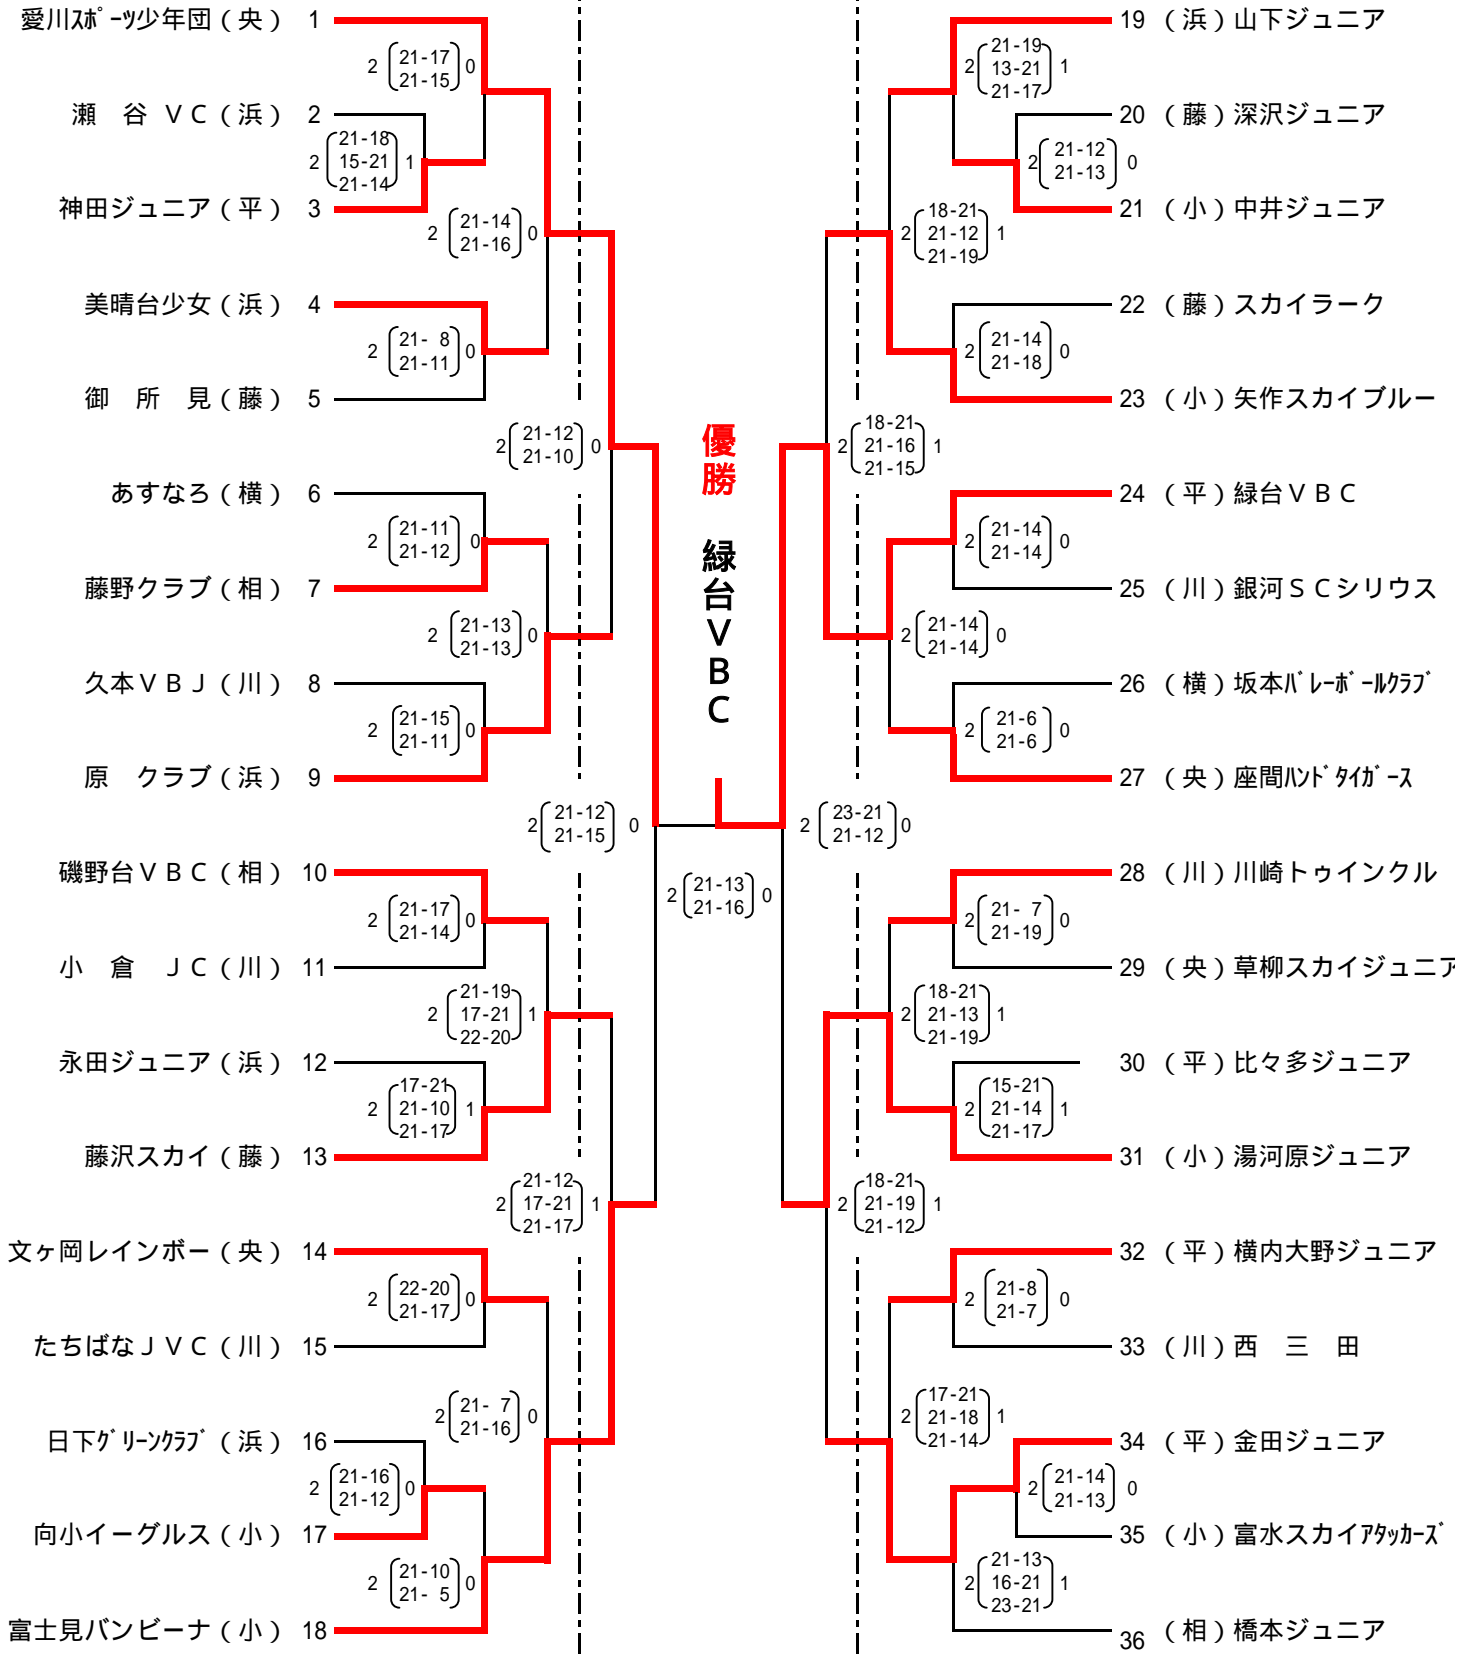 愛川スポーツ少年団（央） 1
2 21-17 0
21-15
瀬　谷 ＶＣ（浜） 2
21-18
2 15-21 1
21-14
神田ジュニア（平） 3
2 21-14 0
21-16
美晴台少女（浜） 4
2 21- 8 0
21-11
御　所　見（藤） 5
2 21-12 0
21-10
あすなろ（横） 6
2 21-11 0
21-12
藤野クラブ（相） 7
2 21-13 0
21-13
久本ＶＢＪ（川） 8
2 21-15 0
21-11
原　クラブ（浜） 9
2 21-12 0
21-15
磯野台ＶＢＣ（相） 10
2 21-17 0
21-14
小　倉　ＪＣ（川） 11
21-19
2 17-21 1
22-20
永田ジュニア（浜） 12
17-21
2 21-10 1
21-17
藤沢スカイ（藤） 13
21-12
2 17-21 1
21-17
文ヶ岡レインボー（央） 14
2 22-20 0
21-17
たちばなＪＶＣ（川） 15
2 21- 7 0
21-16
日下グリーンクラブ（浜） 16
2 21-16 0
21-12
向小イーグルス（小） 17
2 21-10 0
21- 5
富士見バンビーナ（小） 18
優勝　緑台ＶＢＣ
2 21-13 0
21-16
19 （浜）山下ジュニア
21-19
2 13-21 1
21-17
20 （藤）深沢ジュニア
2 21-12 0
21-13
21 （小）中井ジュニア
18-21
2 21-12 1
21-19
22 （藤）スカイラーク
2 21-14 0
21-18
23 （小）矢作スカイブルー
18-21
2 21-16 1
21-15
24 （平）緑台ＶＢＣ
2 21-14 0
21-14
25 （川）銀河ＳＣシリウス
2 21-14 0
21-14
26 （横）坂本バレーボールクラブ
2 21-6 0
21-6
27 （央）座間ハンドタイガース
2 23-21 0
21-12
28 （川）川崎トゥインクル
2 21- 7 0
21-19
29 （央）草柳スカイジュニア
18-21
2 21-13 1
21-19
30 （平）比々多ジュニア
15-21
2 21-14 1
21-17
31 （小）湯河原ジュニア
18-21
2 21-19 1
21-12
32 （平）横内大野ジュニア
2 21-8 0
21-7
33 （川）西　三　田
17-21
2 21-18 1
21-14
34 （平）金田ジュニア
2 21-14 0
21-13
35 （小）富水スカイアタッカーズ
21-13
2 16-21 1
23-21
36 （相）橋本ジュニア